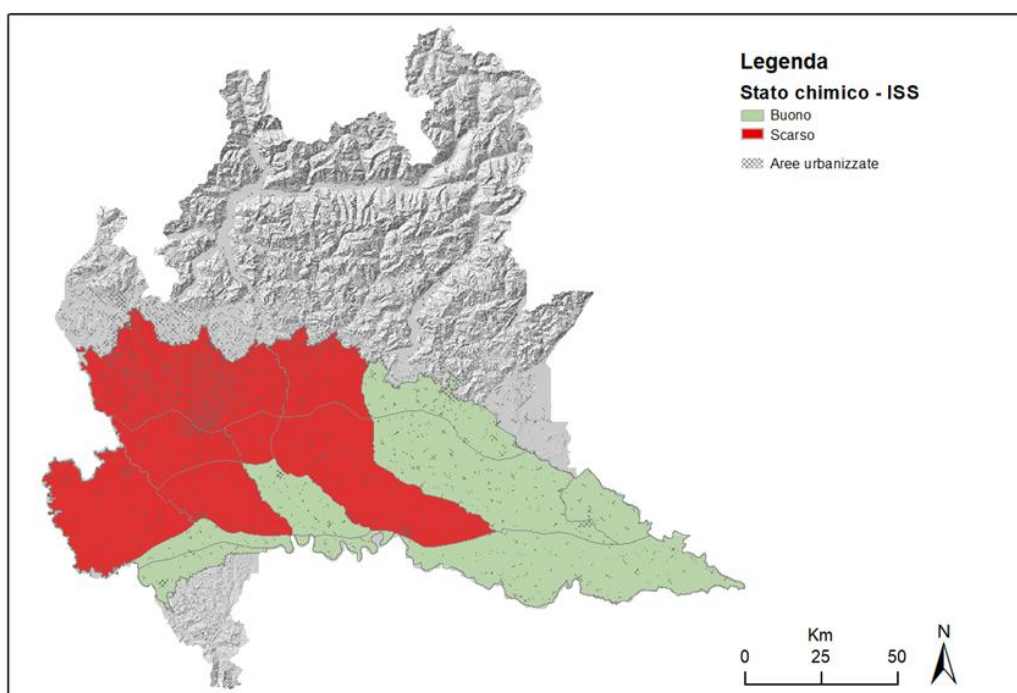 Legenda
Stato chimico - ISS
Buono
Scarso
Aree urbanizzate
Km
N
0 25 50